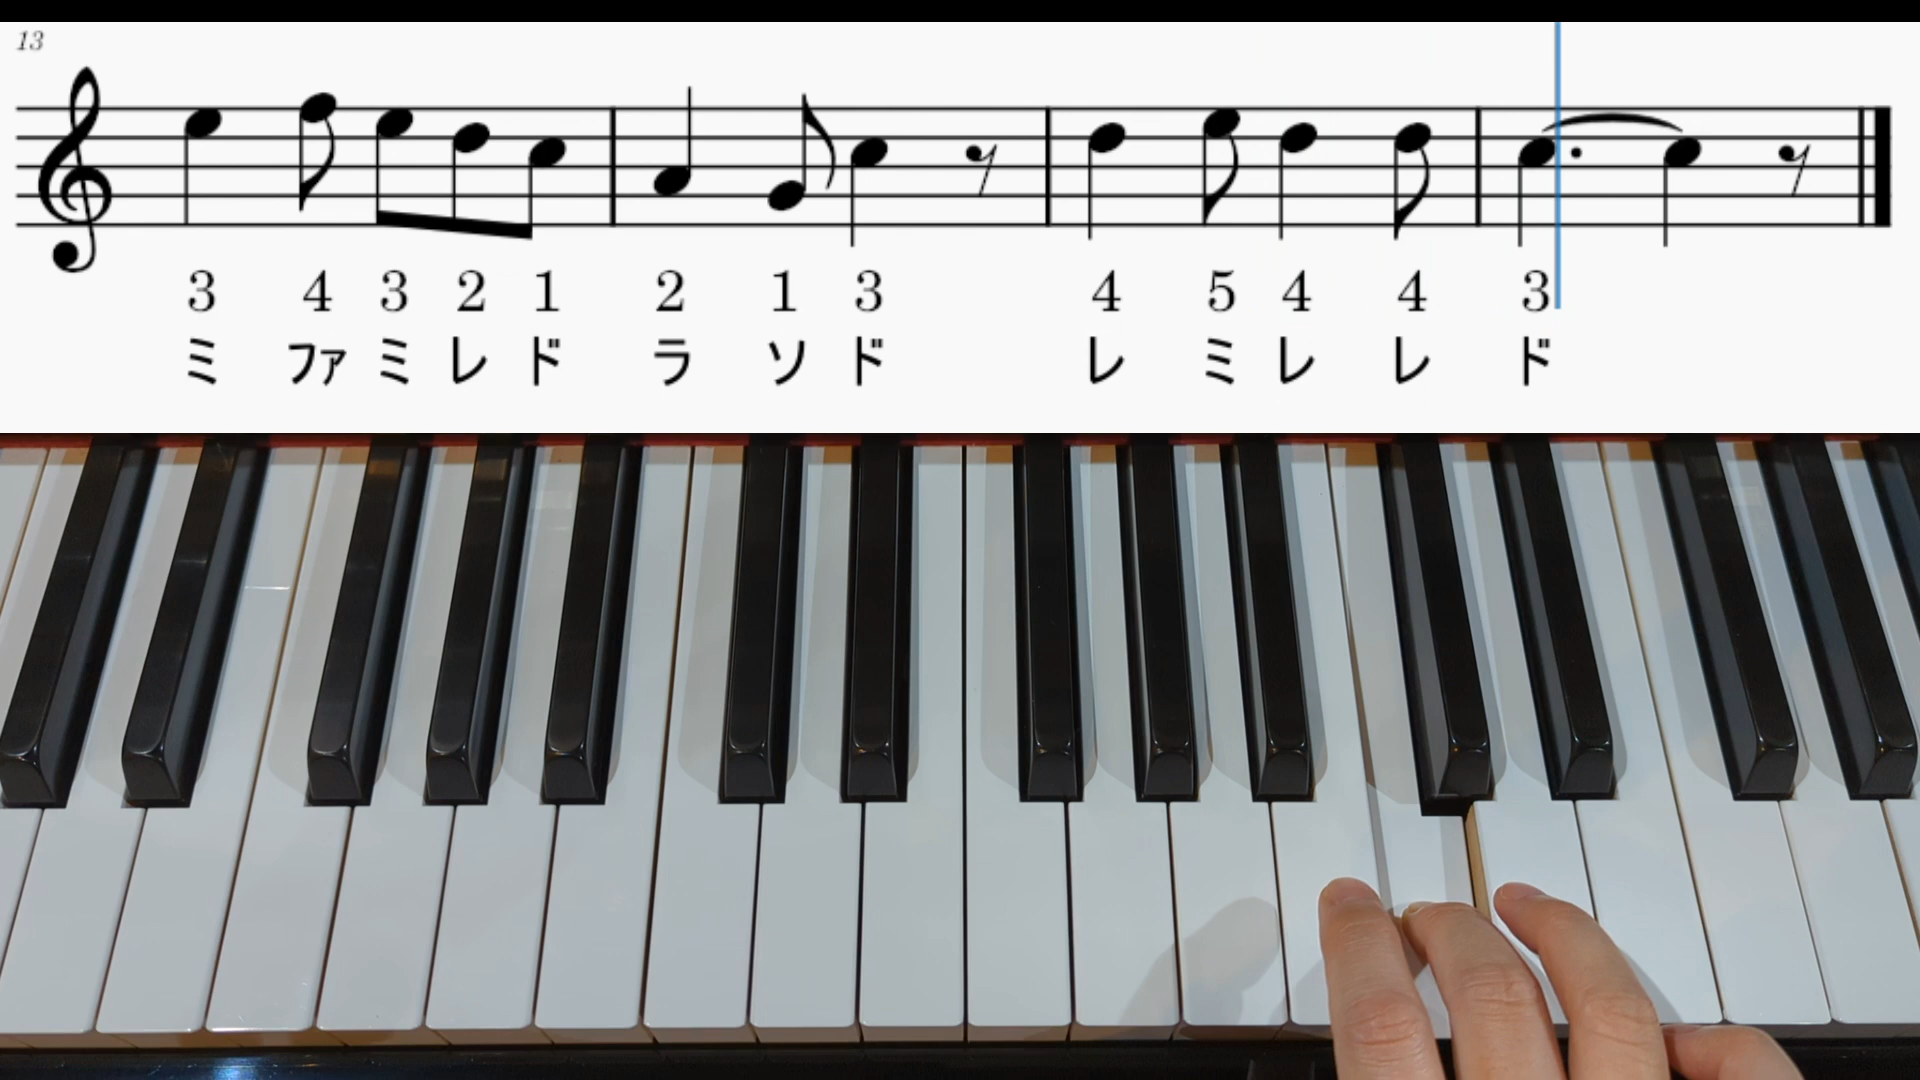 13
3 4 3 2 1 2 1 3 4 5 4 4 3
ミ ファ ミ レ ド ラ ソ ド レ ミ レ レ ド